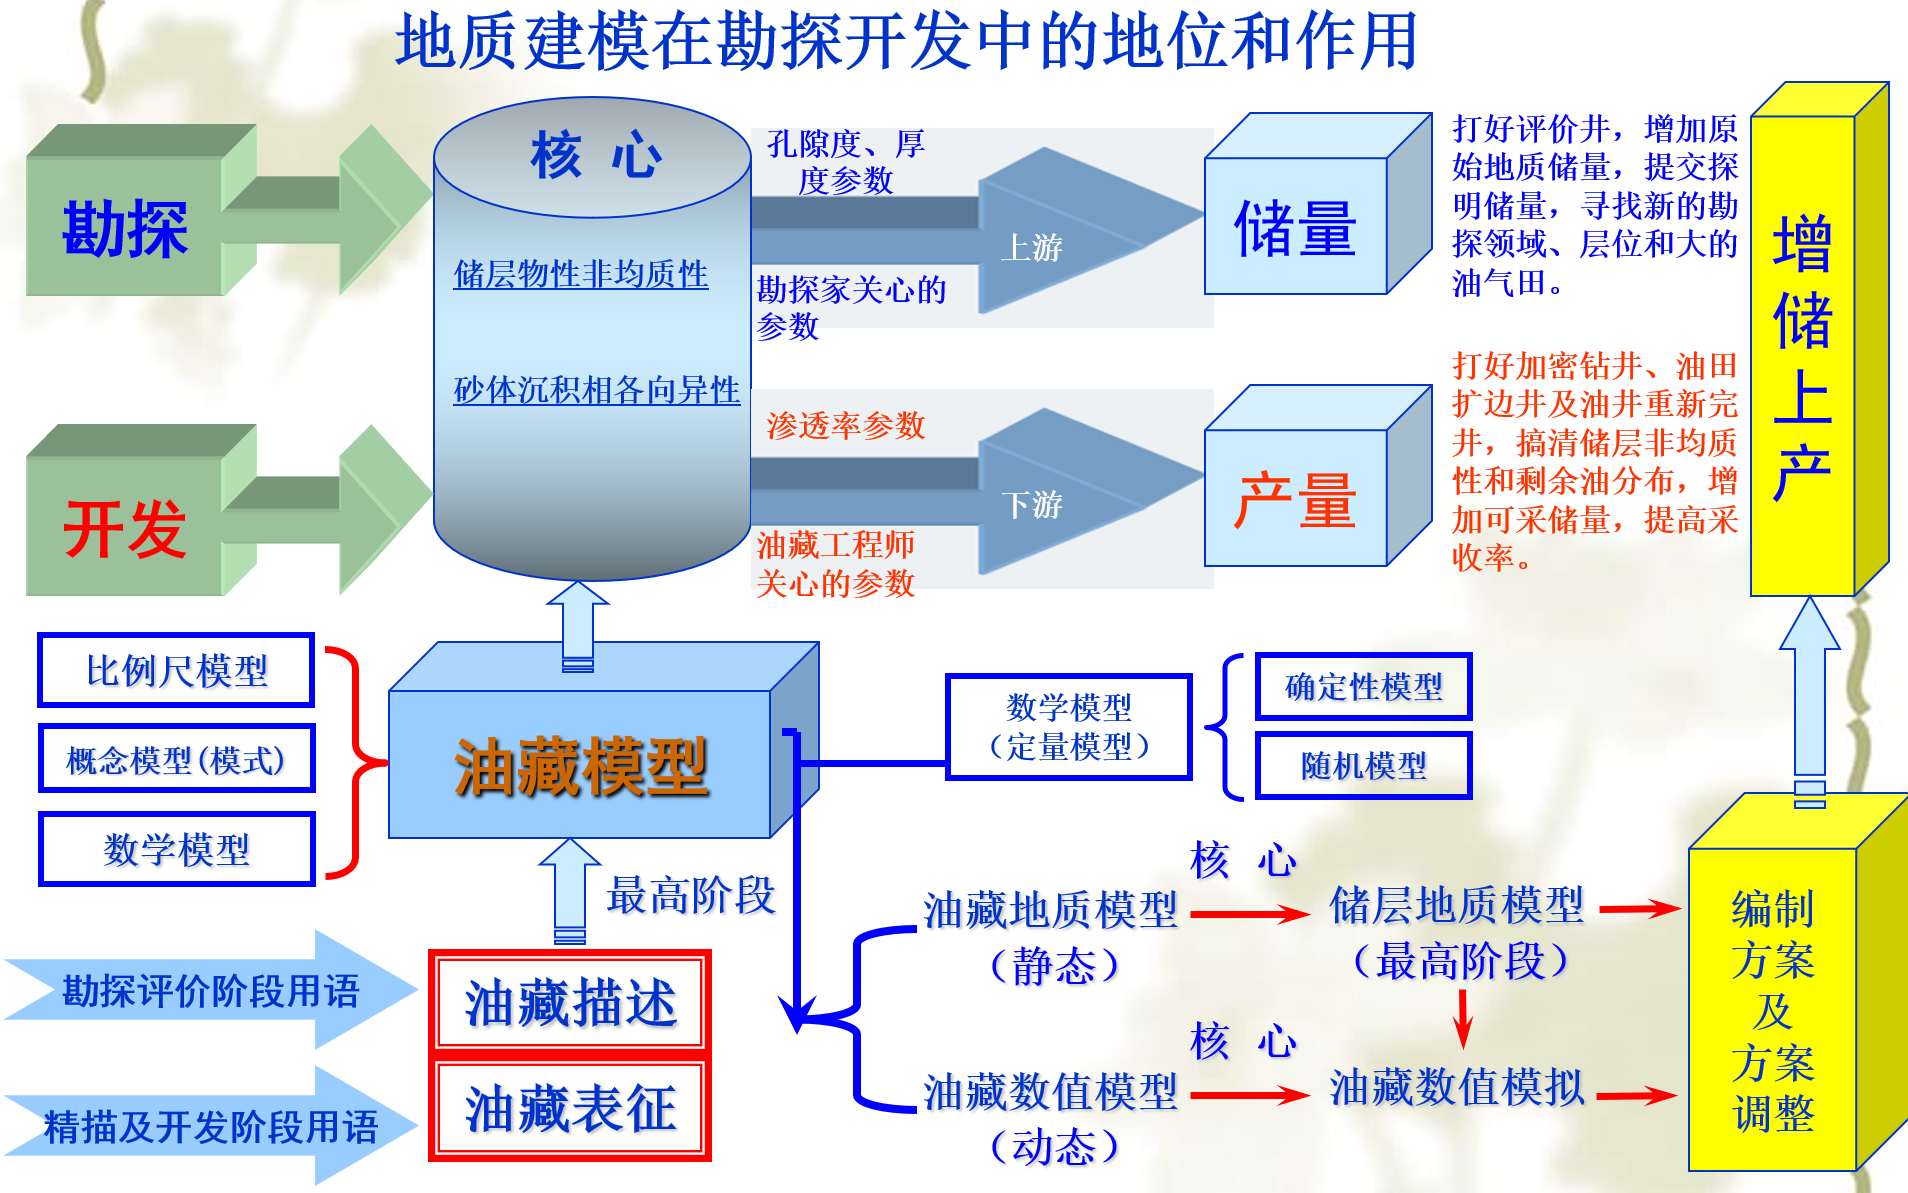 地质建模在勘探开发中的地位和作用
勘探
核 心
储层物性非均质性
砂体沉积相各向异性
孔隙度、厚
度参数
上游
勘探家关心的
参数
储量
打好评价井，增加原
始地质储量，提交探
明储量，寻找新的勘
探领域、层位和大的
油气田。
增
储
上
产
开发
渗透率参数
下游
油藏工程师
关心的参数
产量
打好加密钻井、油田
扩边井及油井重新完
井，搞清储层非均质
性和剩余油分布，增
加可采储量，提高采
收率。
比例尺模型
概念模型(模式)
数学模型
油藏模型
数学模型
（定量模型）
确定性模型
随机模型
最高阶段
勘探评价阶段用语
精描及开发阶段用语
油藏描述
油藏表征
油藏地质模型
（静态）
核 心
储层地质模型
（最高阶段）
油藏数值模型
（动态）
核 心
油藏数值模拟
编制
方案
及
方案
调整